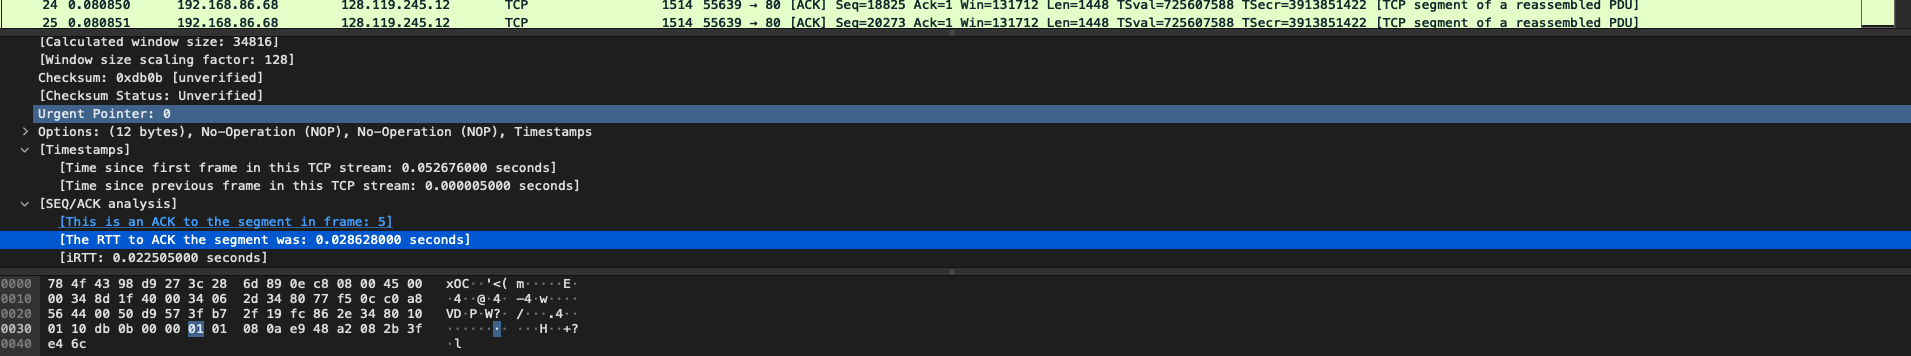 24 0.080850 192.168.86.68 128.119.245.12 TCP 1514 55639 → 80 [ACK] Seq=18825 Ack=1 Win=131712 Len=1448 TSval=725607588 TSecr=3913851422 [TCP segment of a reassembled PDU]
25 0.080851 192.168.86.68 128.119.245.12 TCP 1514 55639 → 80 [ACK] Seq=20273 Ack=1 Win=131712 Len=1448 TSval=725607588 TSecr=3913851422 [TCP segment of a reassembled PDU]
[Calculated window size: 34816]
[Window size scaling factor: 128]
Checksum: 0xdb0b [unverified]
[Checksum Status: Unverified]
Urgent Pointer: 0
Options: (12 bytes), No-Operation (NOP), No-Operation (NOP), Timestamps
[Timestamps]
[Time since first frame in this TCP stream: 0.052676000 seconds]
[Time since previous frame in this TCP stream: 0.000005000 seconds]
[SEQ/ACK analysis]
[This is an ACK to the segment in frame: 5]
[The RTT to ACK the segment was: 0.028628000 seconds]
[iRTT: 0.022505000 seconds]
0000 78 4f 43 98 d9 27 3c 28 6d 89 0e c8 08 00 45 00 xOC··'<( m·····E·
0010 00 34 8d 1f 40 00 34 06 2d 34 80 77 f5 0c c0 a8 ·4··@·4· -4·w····
0020 56 44 00 50 d9 57 3f b7 2f 19 fc 86 2e 34 80 10 VD·P·W?· /···.4··
0030 01 10 db 0b 00 00 01 01 08 0a e9 48 a2 08 2b 3f ········ ···H··+?
0040 e4 6c ·l